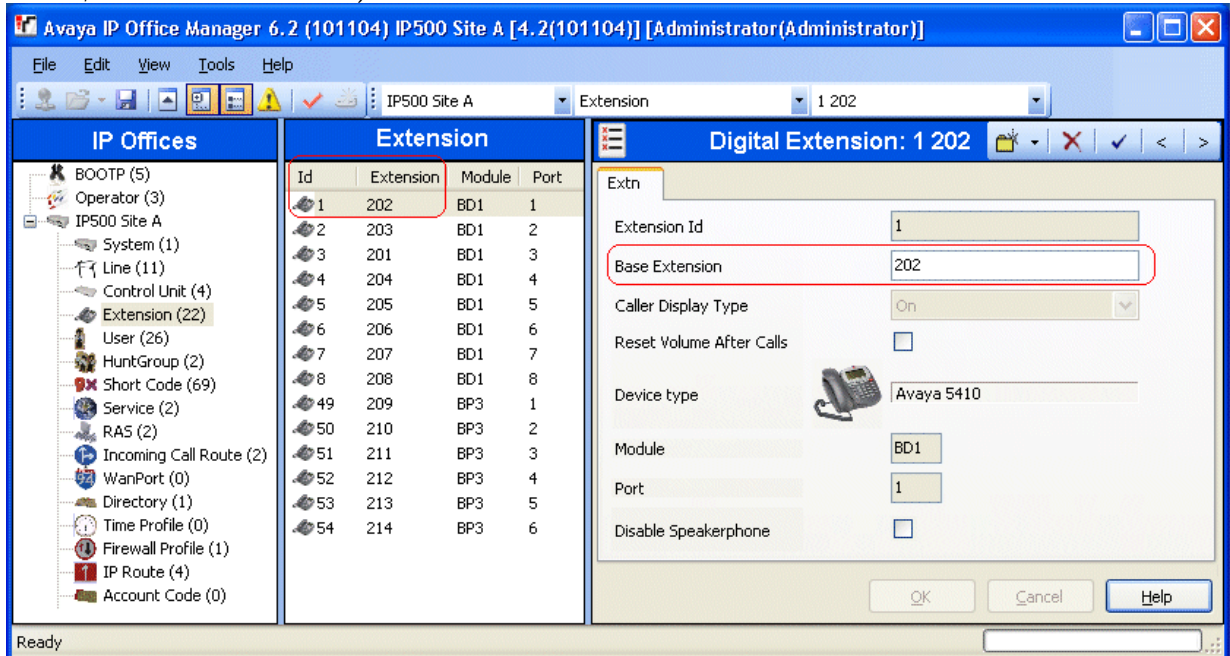 Avaya IP Office Manager 6.2 (101104) IP500 Site A [4.2(101104)] [Administrator(Administrator)]
File Edit View Tools Help
IP500 Site A Extension 1 202
IP Offices
BOOTP (5)
Operator (3)
IP500 Site A
System (1)
Line (11)
Control Unit (4)
Extension (22)
User (26)
HuntGroup (2)
Short Code (69)
Service (2)
RAS (2)
Incoming Call Route (2)
WanPort (0)
Directory (1)
Time Profile (0)
Firewall Profile (1)
IP Route (4)
Account Code (0)
Extension
Id Extension Module Port
1 202 BD1 1
2 203 BD1 2
3 201 BD1 3
4 204 BD1 4
5 205 BD1 5
6 206 BD1 6
7 207 BD1 7
8 208 BD1 8
49 209 BP3 1
50 210 BP3 2
51 211 BP3 3
52 212 BP3 4
53 213 BP3 5
54 214 BP3 6
Digital Extension: 1 202
Extn
Extension Id 1
Base Extension 202
Caller Display Type On
Reset Volume After Calls
Device type Avaya 5410
Module BD1
Port 1
Disable Speakerphone
OK Cancel Help
Ready